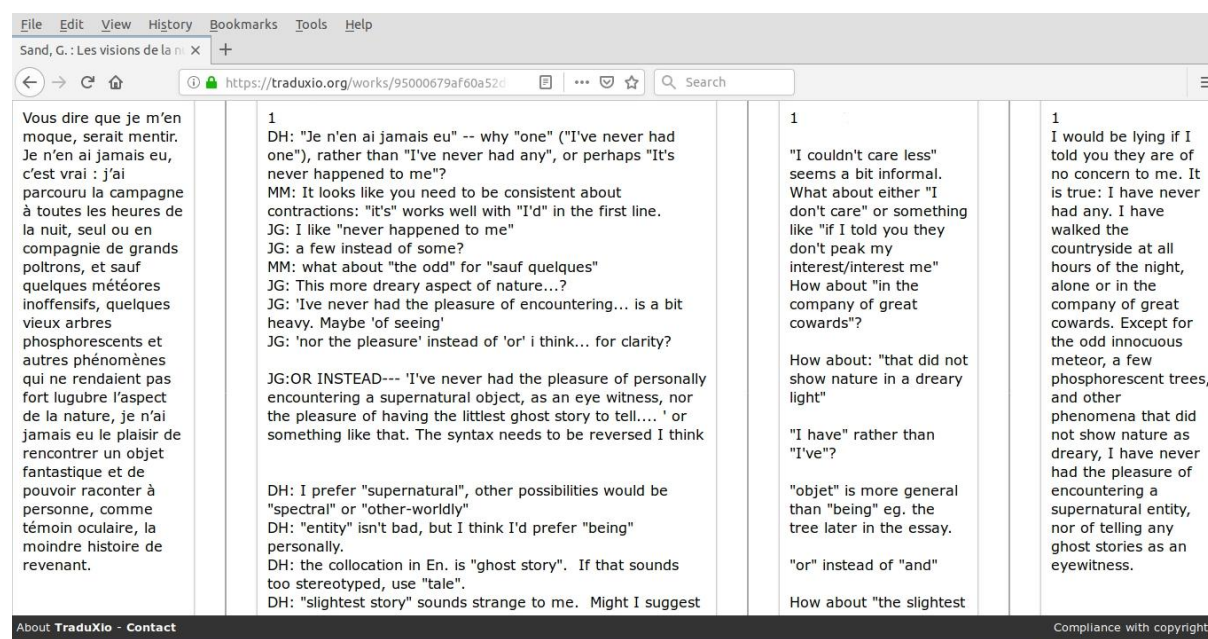 File Edit View History Bookmarks Tools Help
Sand, G. : Les visions de la n
https://traduxio.org/works/95000679af60a52d
Search
Vous dire que je m’en
moque, serait mentir.
Je n’en ai jamais eu,
c’est vrai : j’ai
parcouru la campagne
à toutes les heures de
la nuit, seul ou en
compagnie de grands
poltrons, et sauf
quelques météores
inoffensifs, quelques
vieux arbres
phosphorescents et
autres phénomènes
qui ne rendaient pas
fort lugubre l’aspect
de la nature, je n’ai
jamais eu le plaisir de
rencontrer un objet
fantastique et de
pouvoir raconter à
personne, comme
témoin oculaire, la
moindre histoire de
revenant.
1
DH: "Je n'en ai jamais eu" -- why "one" ("I've never had
one"), rather than "I've never had any", or perhaps "It's
never happened to me"?
MM: It looks like you need to be consistent about
contractions: "it's" works well with "I'd" in the first line.
JG: I like "never happened to me"
JG: a few instead of some?
MM: what about "the odd" for "sauf quelques"
JG: This more dreary aspect of nature...?
JG: 'Ive never had the pleasure of encountering... is a bit
heavy. Maybe 'of seeing'
JG: 'nor the pleasure' instead of 'or' i think... for clarity?
JG:OR INSTEAD--- 'I've never had the pleasure of personally
encountering a supernatural object, as an eye witness, nor
the pleasure of having the littlest ghost story to tell.... ' or
something like that. The syntax needs to be reversed I think
DH: I prefer "supernatural", other possibilities would be
"spectral" or "other-worldly"
DH: "entity" isn't bad, but I think I'd prefer "being"
personally.
DH: the collocation in En. is "ghost story". If that sounds
too stereotyped, use "tale".
DH: "slightest story" sounds strange to me. Might I suggest
1
"I couldn't care less"
seems a bit informal.
What about either "I
don't care" or something
like "if I told you they
don't peak my
interest/interest me"
How about "in the
company of great
cowards"?
How about: "that did not
show nature in a dreary
light"
"I have" rather than
"I've"?
"objet" is more general
than "being" eg. the
tree later in the essay.
"or" instead of "and"
How about "the slightest
1
I would be lying if I
told you they are of
no concern to me. It
is true: I have never
had any. I have
walked the
countryside at all
hours of the night,
alone or in the
company of great
cowards. Except for
the odd innocuous
meteor, a few
phosphorescent trees,
and other
phenomena that did
not show nature as
dreary, I have never
had the pleasure of
encountering a
supernatural entity,
nor of telling any
ghost stories as an
eyewitness.
About TraduXio - Contact
Compliance with copyright